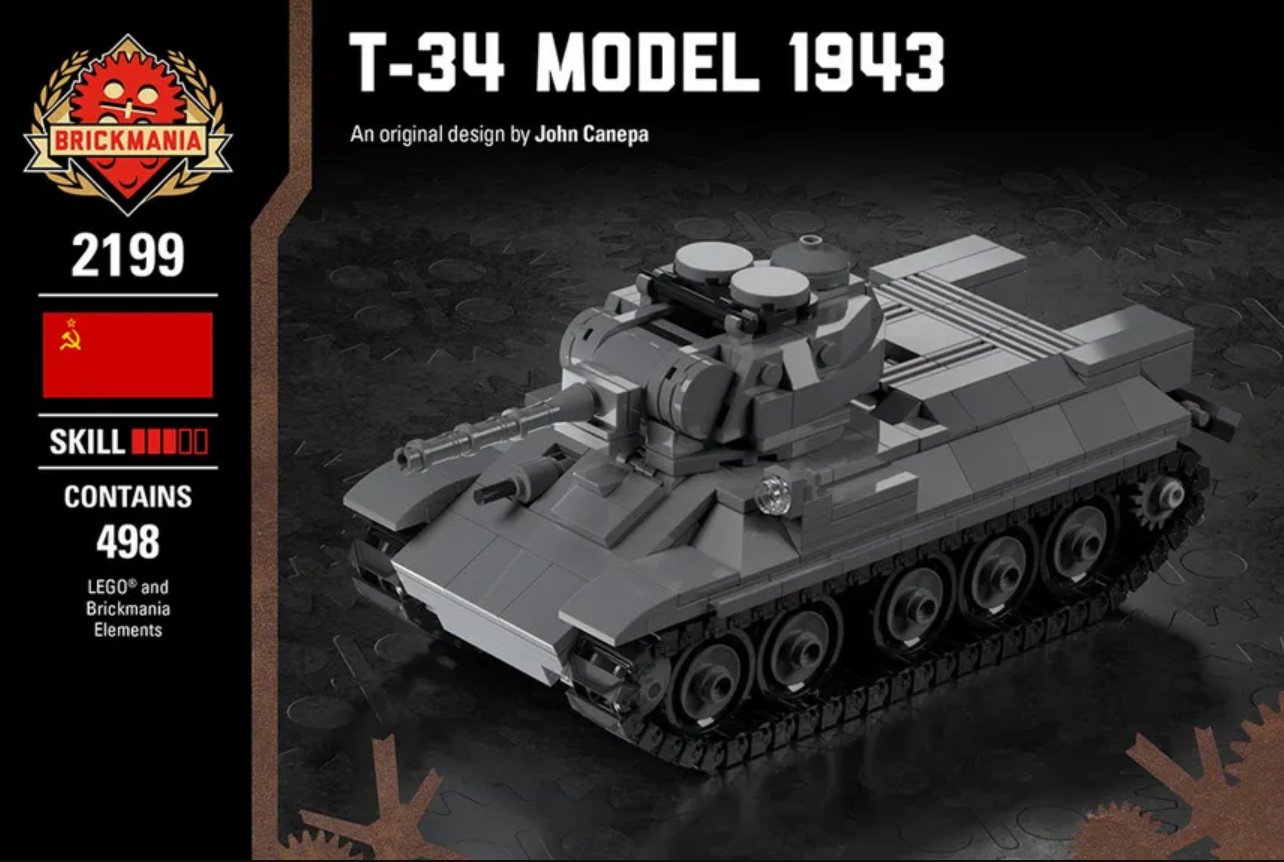 T-34 MODEL 1943
An original design by John Canepa
BRICKMANIA
2199
SKILL
CONTAINS
498
LEGO® and
Brickmania
Elements